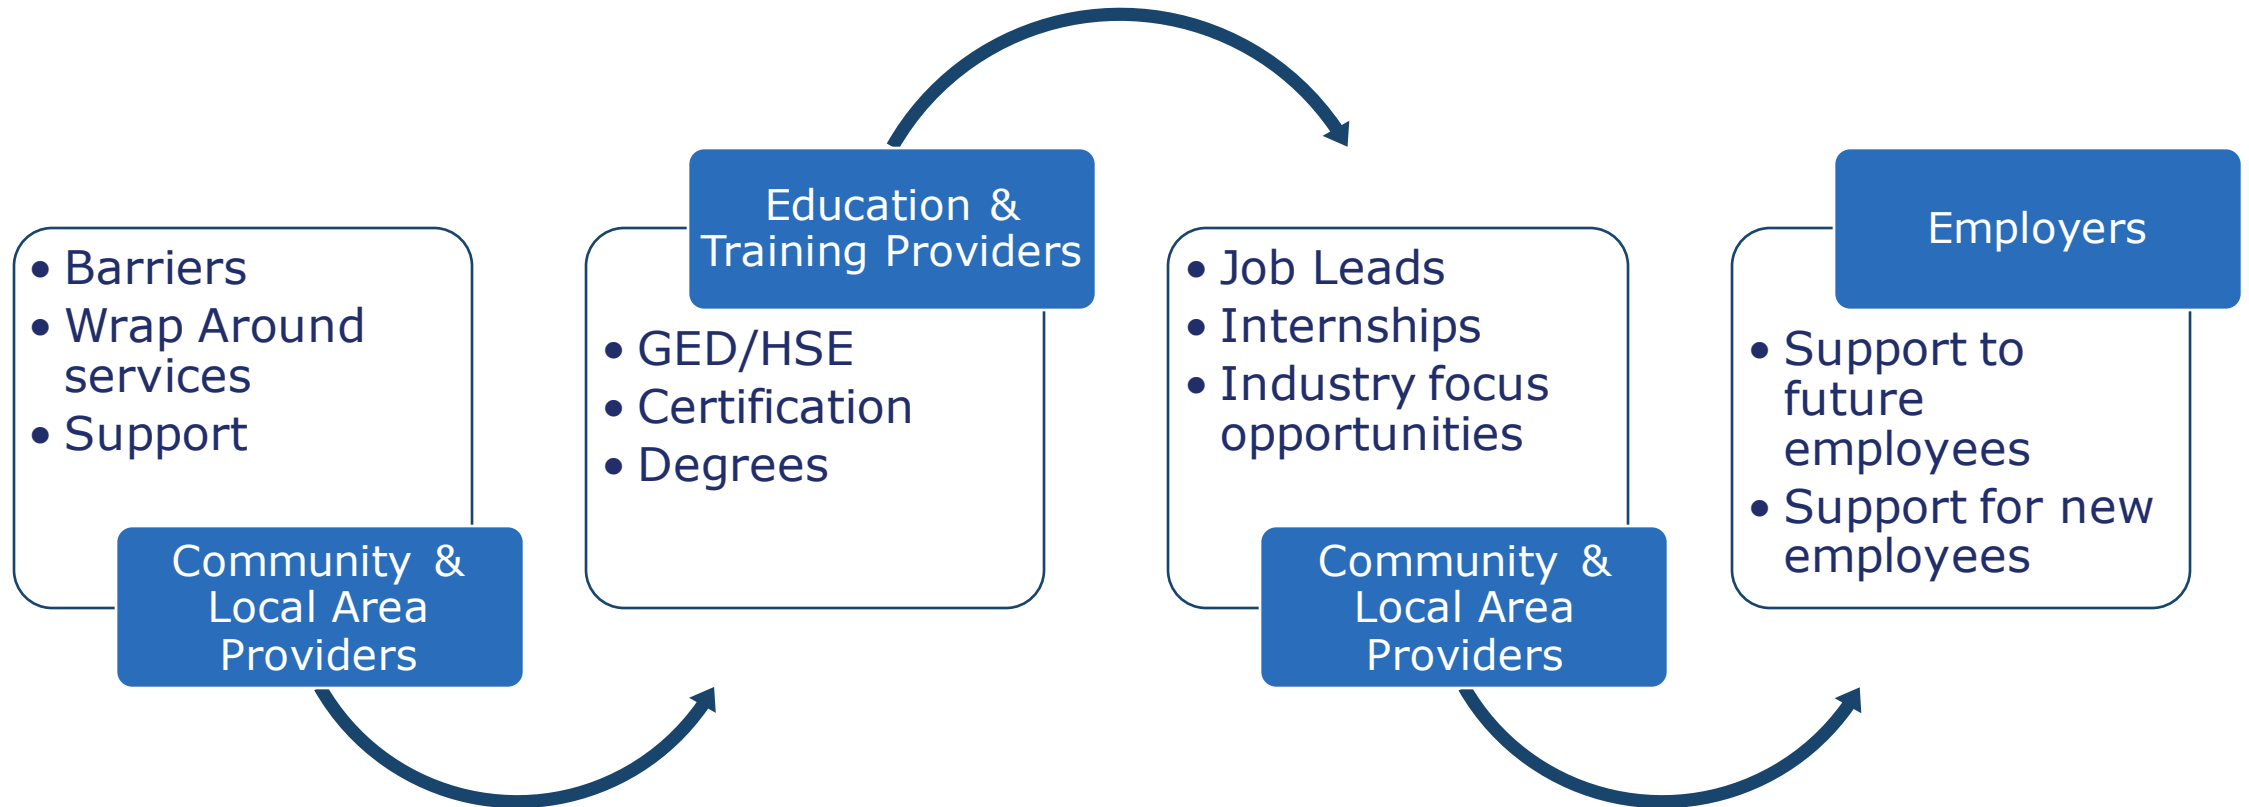 • Barriers
• Wrap Around
services
• Support
Community &
Local Area
Providers
Education &
Training Providers
• GED/HSE
• Certification
• Degrees
• Job Leads
• Internships
• Industry focus
opportunities
Community &
Local Area
Providers
Employers
• Support to
future
employees
• Support for new
employees